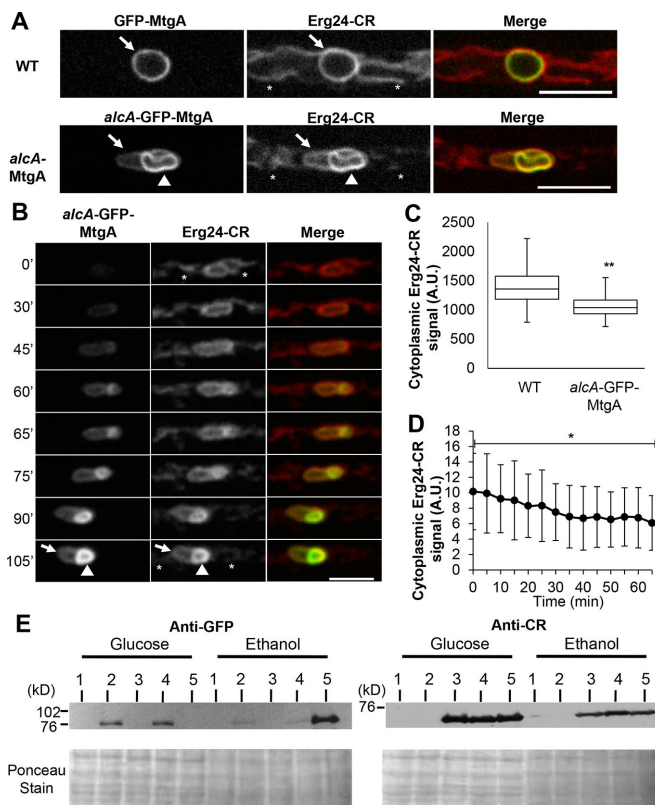 A
GFP-MtgA
Erg24-CR
Merge
WT
*
*
alcA-GFP-MtgA
Erg24-CR
Merge
alcA-
MtgA
*
*
B
alcA-GFP-
MtgA
Erg24-CR
Merge
0'
*
*
30'
45'
60'
65'
75'
90'
105'
*
*
C
Cytoplasmic Erg24-CR
signal (A.U.)
2500
2000
1500
1000
500
0
**
WT
alcA-GFP-
MtgA
D
Cytoplasmic Erg24-CR
signal (A.U.)
18
16
14
12
10
8
6
4
2
0
*
0 10 20 30 40 50 60
Time (min)
E
Anti-GFP
Anti-CR
Glucose Ethanol
Glucose Ethanol
1 2 3 4 5 1 2 3 4 5
1 2 3 4 5 1 2 3 4 5
(kD)
102
76
(kD)
76
Ponceau
Stain